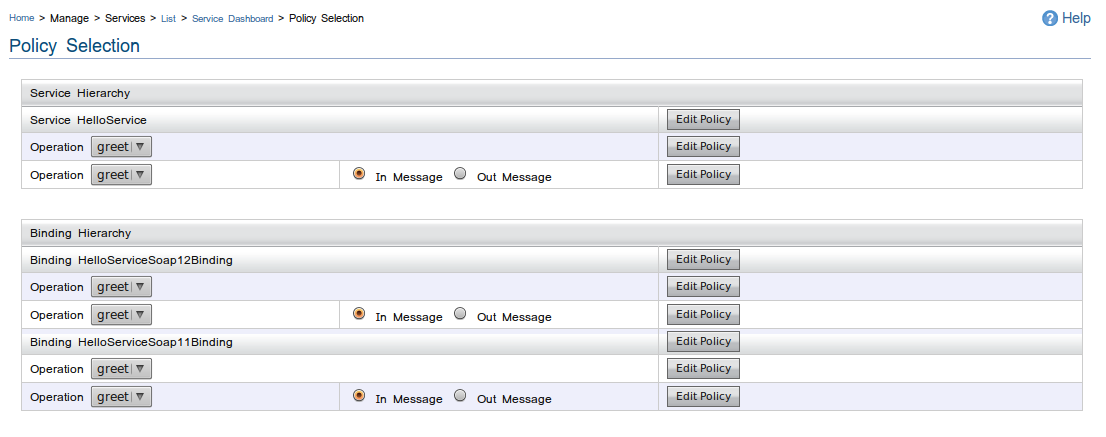 Home > Manage > Services > List > Service Dashboard > Policy Selection
Help
Policy Selection
Service Hierarchy
Service HelloService Edit Policy
Operation greet Edit Policy
Operation greet In Message Out Message Edit Policy
Binding Hierarchy
Binding HelloServiceSoap12Binding Edit Policy
Operation greet Edit Policy
Operation greet In Message Out Message Edit Policy
Binding HelloServiceSoap11Binding Edit Policy
Operation greet Edit Policy
Operation greet In Message Out Message Edit Policy